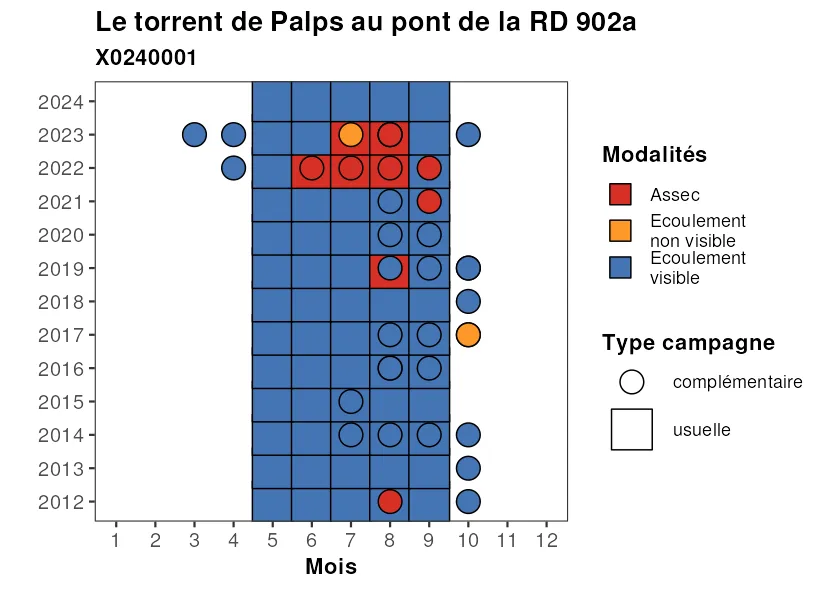 Le torrent de Palps au pont de la RD 902a
X0240001
2024
2023
2022
2021
2020
2019
2018
2017
2016
2015
2014
2013
2012
1 2 3 4 5 6 7 8 9 10 11 12
Mois
Modalités
Assec
Ecoulement
non visible
Ecoulement
visible
Type campagne
complémentaire
usuelle